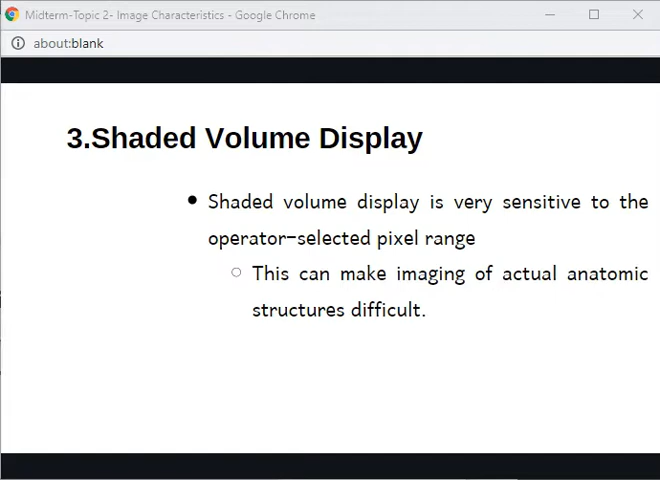 Midterm-Topic 2- Image Characteristics - Google Chrome
about:blank
3.Shaded Volume Display
Shaded volume display is very sensitive to the
operator-selected pixel range
This can make imaging of actual anatomic
structures difficult.